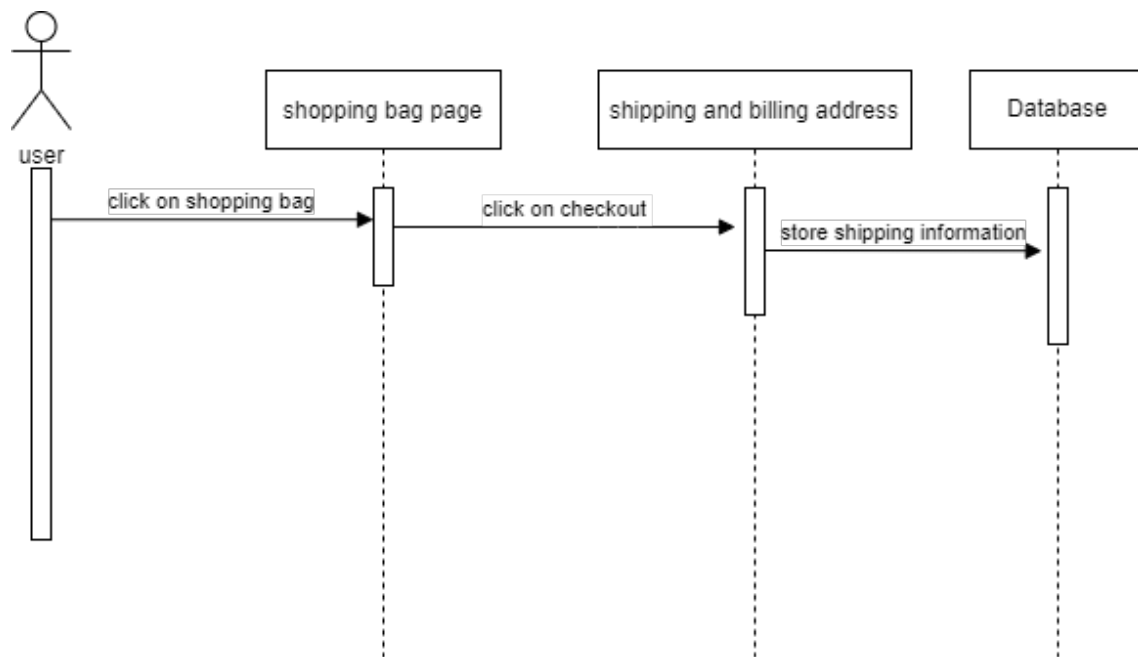 user
shopping bag page
shipping and billing address
Database
click on shopping bag
click on checkout
store shipping information